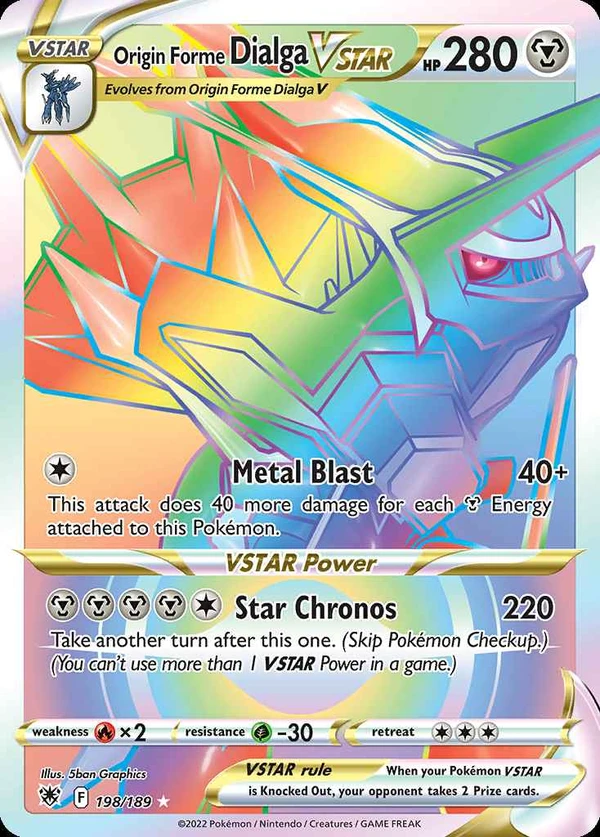 VSTAR Origin Forme Dialga VSTAR HP 280
Evolves from Origin Forme Dialga V
Metal Blast 40+
This attack does 40 more damage for each Energy
attached to this Pokémon.
VSTAR Power
Star Chronos 220
Take another turn after this one. (Skip Pokémon Checkup.)
(You can't use more than 1 VSTAR Power in a game.)
weakness ×2 resistance -30 retreat
Illus. 5ban Graphics
VSTAR rule When your Pokémon VSTAR
is Knocked Out, your opponent takes 2 Prize cards.
F 198/189
©2022 Pokémon / Nintendo / Creatures / GAME FREAK